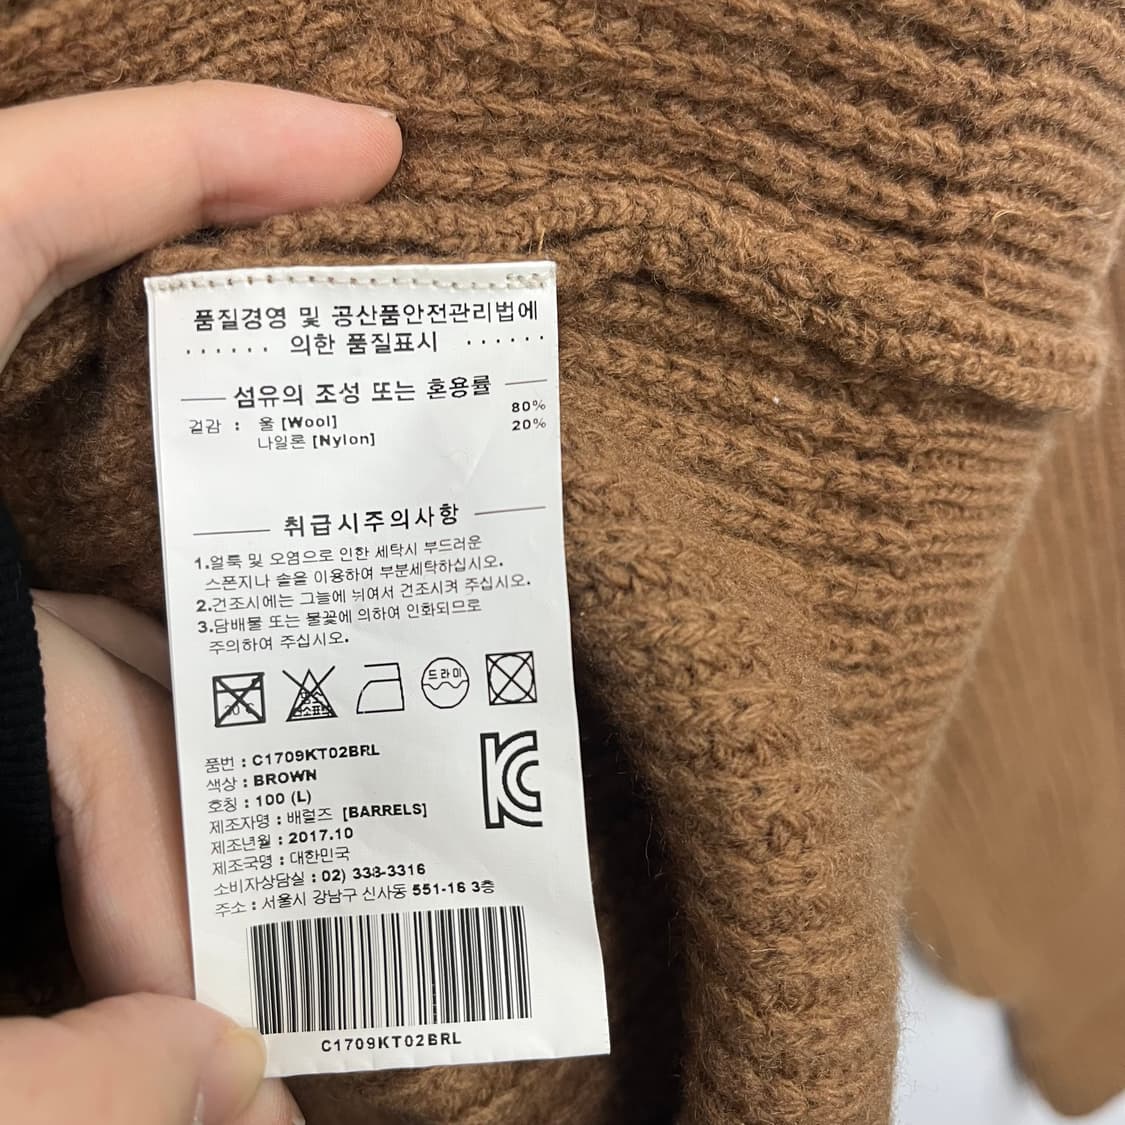 품질경영 및 공산품안전관리법에
...... 의한 품질표시 ......
섬유의 조성 또는 혼용률
겉감 : 울 [Wool] 80%
나일론 [Nylon] 20%
취급시주의사항
1.얼룩 및 오염으로 인한 세탁시 부드러운
스폰지나 솔을 이용하여 부분세탁하십시오.
2.건조시에는 그늘에 뉘어서 건조시켜 주십시오.
3.담배불 또는 불꽃에 의하여 인화되므로
주의하여 주십시오.
드라이
품번 : C1709KT02BRL
색상 : BROWN
호칭 : 100 (L)
제조자명 : 배럴즈 [BARRELS]
제조년월 : 2017.10
제조국명 : 대한민국
소비자상담실 : 02) 338-3316
주소 : 서울시 강남구 신사동 551-16 3층
C1709KT02BRL